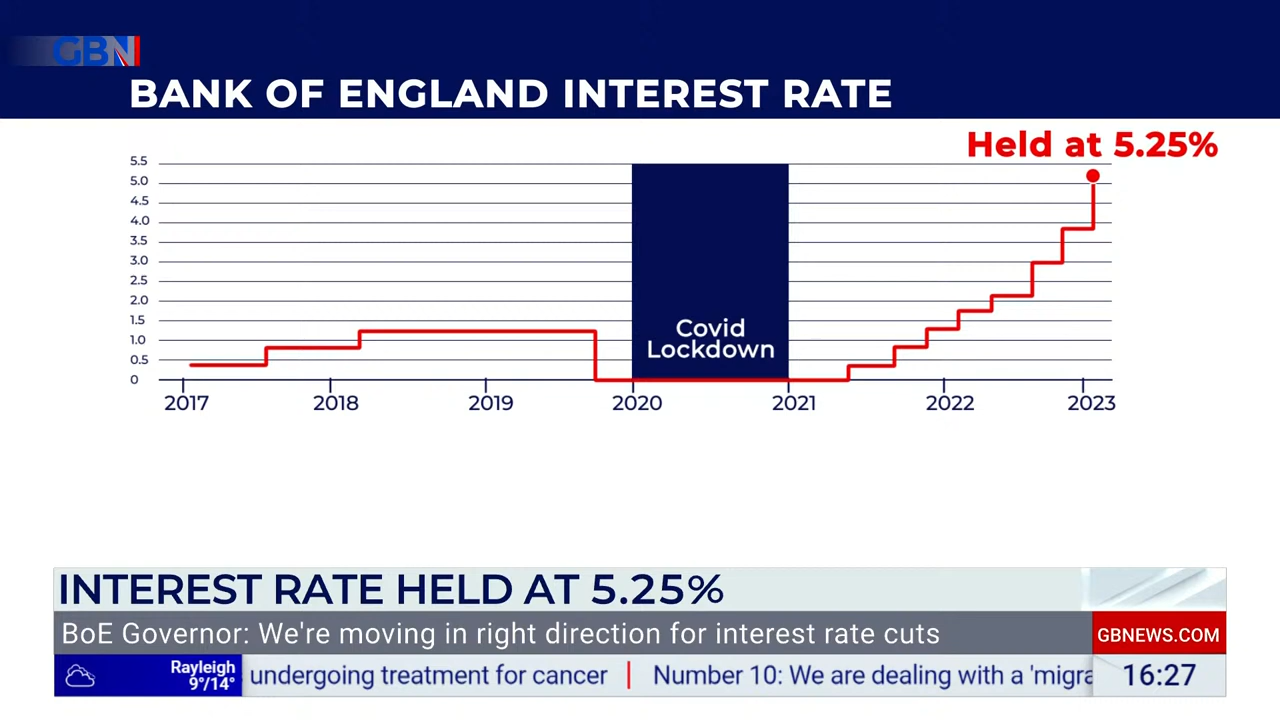 GBN
BANK OF ENGLAND INTEREST RATE
Held at 5.25%
5.5
5.0
4.5
4.0
3.5
3.0
2.5
2.0
1.5
1.0
0.5
0
Covid
Lockdown
2017 2018 2019 2020 2021 2022 2023
INTEREST RATE HELD AT 5.25%
BoE Governor: We're moving in right direction for interest rate cuts
GBNEWS.COM
Rayleigh
9°/14°
undergoing treatment for cancer | Number 10: We are dealing with a 'migra
16:27